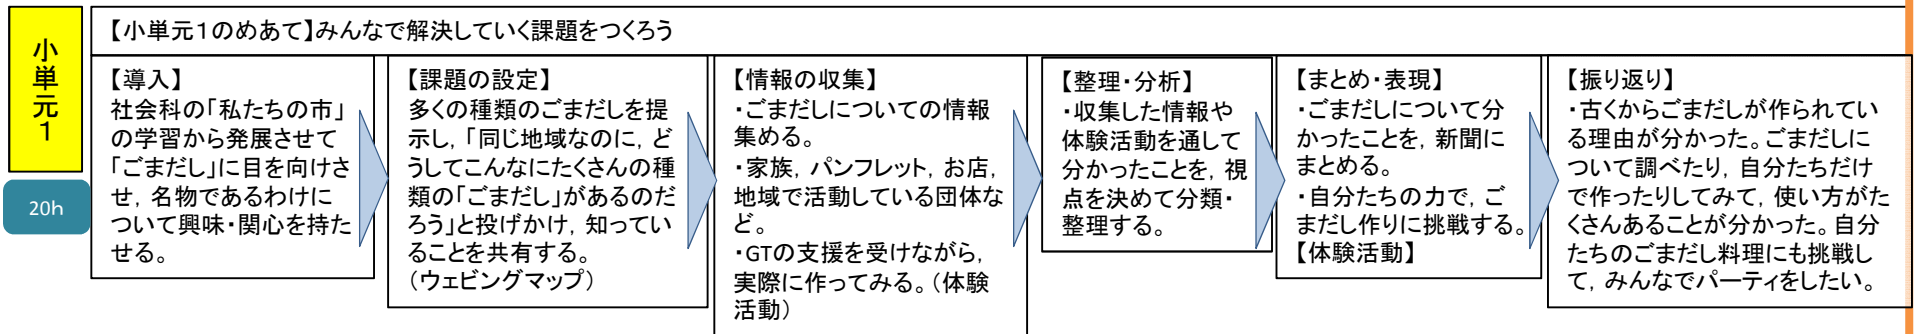 小単元1
20h
【小単元1のめあて】みんなで解決していく課題をつくろう
【導入】
社会科の「私たちの市」
の学習から発展させて
「ごまだし」に目を向けさ
せ，名物であるわけに
ついて興味・関心を持た
せる。
【課題の設定】
多くの種類のごまだしを提
示し，「同じ地域なのに，ど
うしてこんなにたくさんの種
類の「ごまだし」があるのだ
ろう」と投げかけ，知ってい
ることを共有する。
（ウェビングマップ）
【情報の収集】
・ごまだしについての情報
集める。
・家族，パンフレット，お店，
地域で活動している団体な
ど。
・GTの支援を受けながら，
実際に作ってみる。（体験
活動）
【整理・分析】
・収集した情報や
体験活動を通して
分かったことを，視
点を決めて分類・
整理する。
【まとめ・表現】
・ごまだしについて分
かったことを，新聞に
まとめる。
・自分たちの力で，ご
まだし作りに挑戦する。
【体験活動】
【振り返り】
・古くからごまだしが作られてい
る理由が分かった。ごまだしに
ついて調べたり，自分たちだけ
で作ったりしてみて，使い方がた
くさんあることが分かった。自分
たちのごまだし料理にも挑戦し
て，みんなでパーティをしたい。